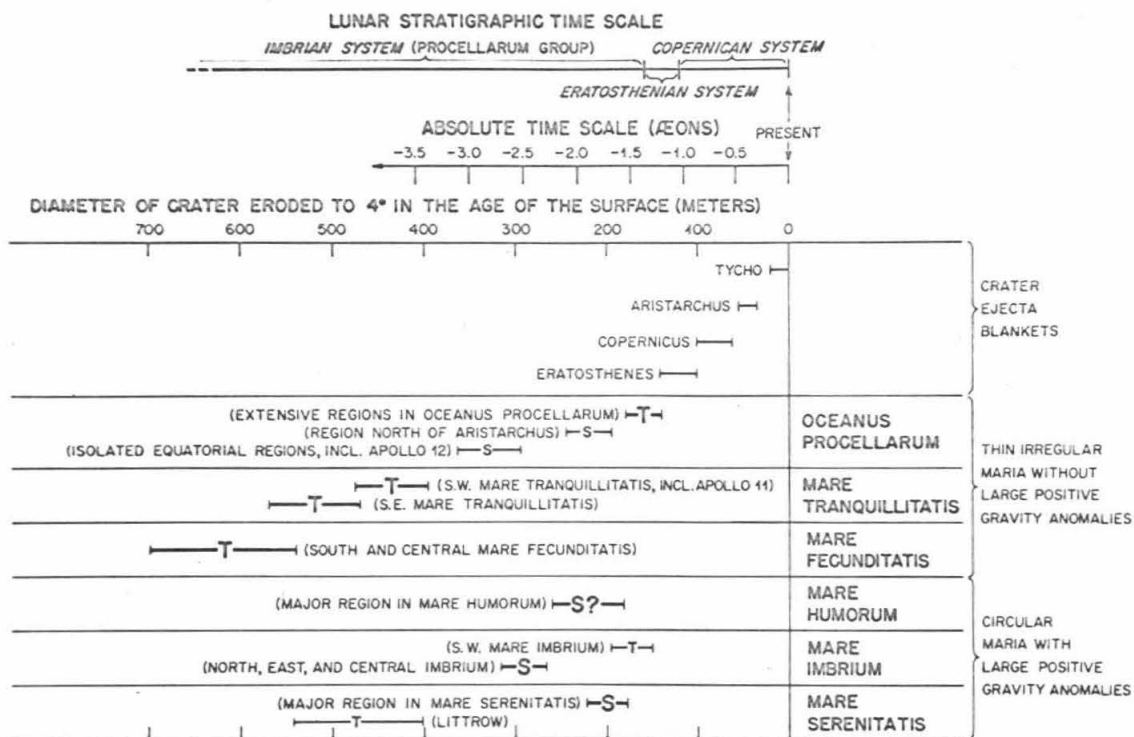 LUNAR STRATIGRAPHIC TIME SCALE
IMBRIAN SYSTEM (PROCELLARUM GROUP) COPERNICAN SYSTEM
ERATOSTHENIAN SYSTEM
ABSOLUTE TIME SCALE (ÆONS) PRESENT
-3.5 -3.0 -2.5 -2.0 -1.5 -1.0 -0.5
DIAMETER OF CRATER ERODED TO 4° IN THE AGE OF THE SURFACE (METERS)
700 600 500 400 300 200 100 0
TYCHO
ARISTARCHUS
COPERNICUS
ERATOSTHENES
CRATER
EJECTA
BLANKETS
(EXTENSIVE REGIONS IN OCEANUS PROCELLARUM) T
(REGION NORTH OF ARISTARCHUS) S
(ISOLATED EQUATORIAL REGIONS, INCL. APOLLO 12) S
OCEANUS
PROCELLARUM
T (S.W. MARE TRANQUILLITATIS, INCL. APOLLO 11)
T (S.E. MARE TRANQUILLITATIS)
MARE
TRANQUILLITATIS
T (SOUTH AND CENTRAL MARE FECUNDITATIS)
MARE
FECUNDITATIS
THIN IRREGULAR
MARIA WITHOUT
LARGE POSITIVE
GRAVITY ANOMALIES
(MAJOR REGION IN MARE HUMORUM) S?
MARE
HUMORUM
(S.W. MARE IMBRIUM) T
(NORTH, EAST, AND CENTRAL IMBRIUM) S
MARE
IMBRIUM
(MAJOR REGION IN MARE SERENITATIS) S
T (LITTROW)
MARE
SERENITATIS
CIRCULAR
MARIA WITH
LARGE POSITIVE
GRAVITY ANOMALIES